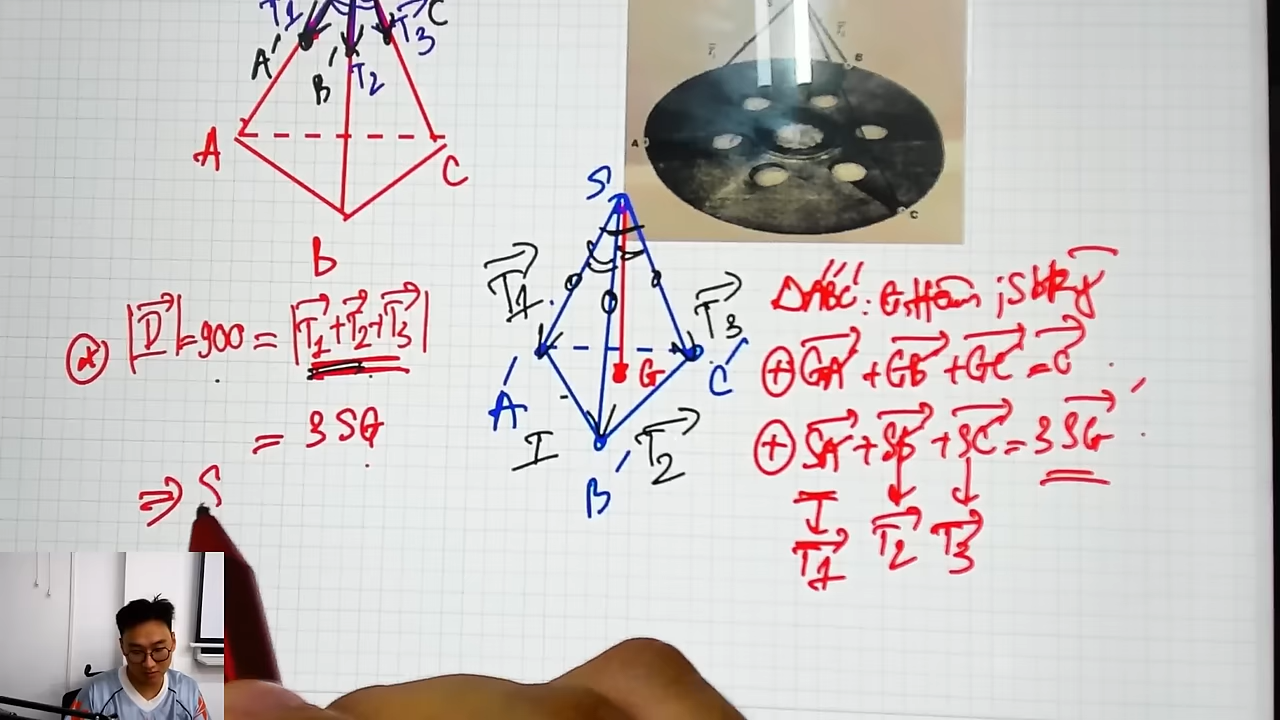 T1 T3 C
A' B' T2
A C
B
S
T1 T3
G
A' C'
I T2
B'
|P| = 900 = |T1 + T2 + T3|
= 3SG
⇒ S
+ GA + GB + GC = 0
+ SA + SB + SC = 3SG
T1 T2 T3
A B
C